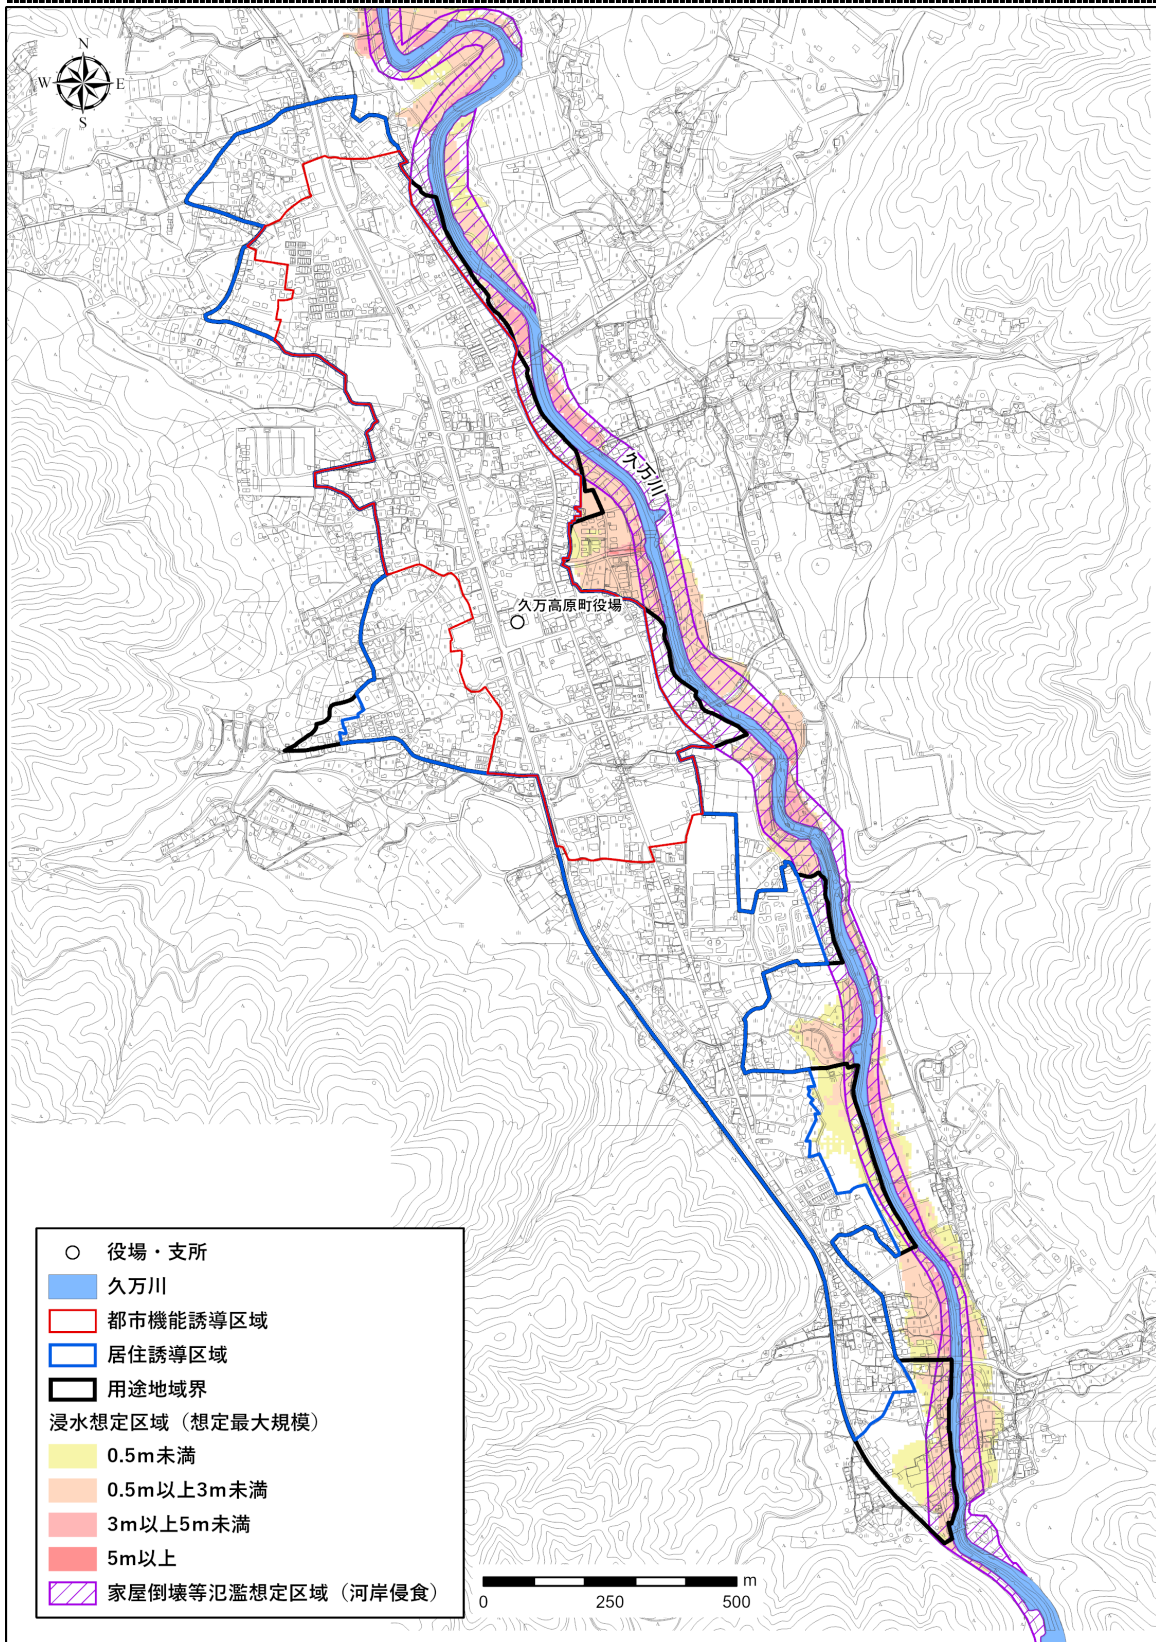 N
W
E
S
久万川
久万高原町役場
役場・支所
久万川
都市機能誘導区域
居住誘導区域
用途地域界
浸水想定区域（想定最大規模）
0.5m未満
0.5m以上3m未満
3m以上5m未満
5m以上
家屋倒壊等氾濫想定区域（河岸侵食）
m
0 250 500